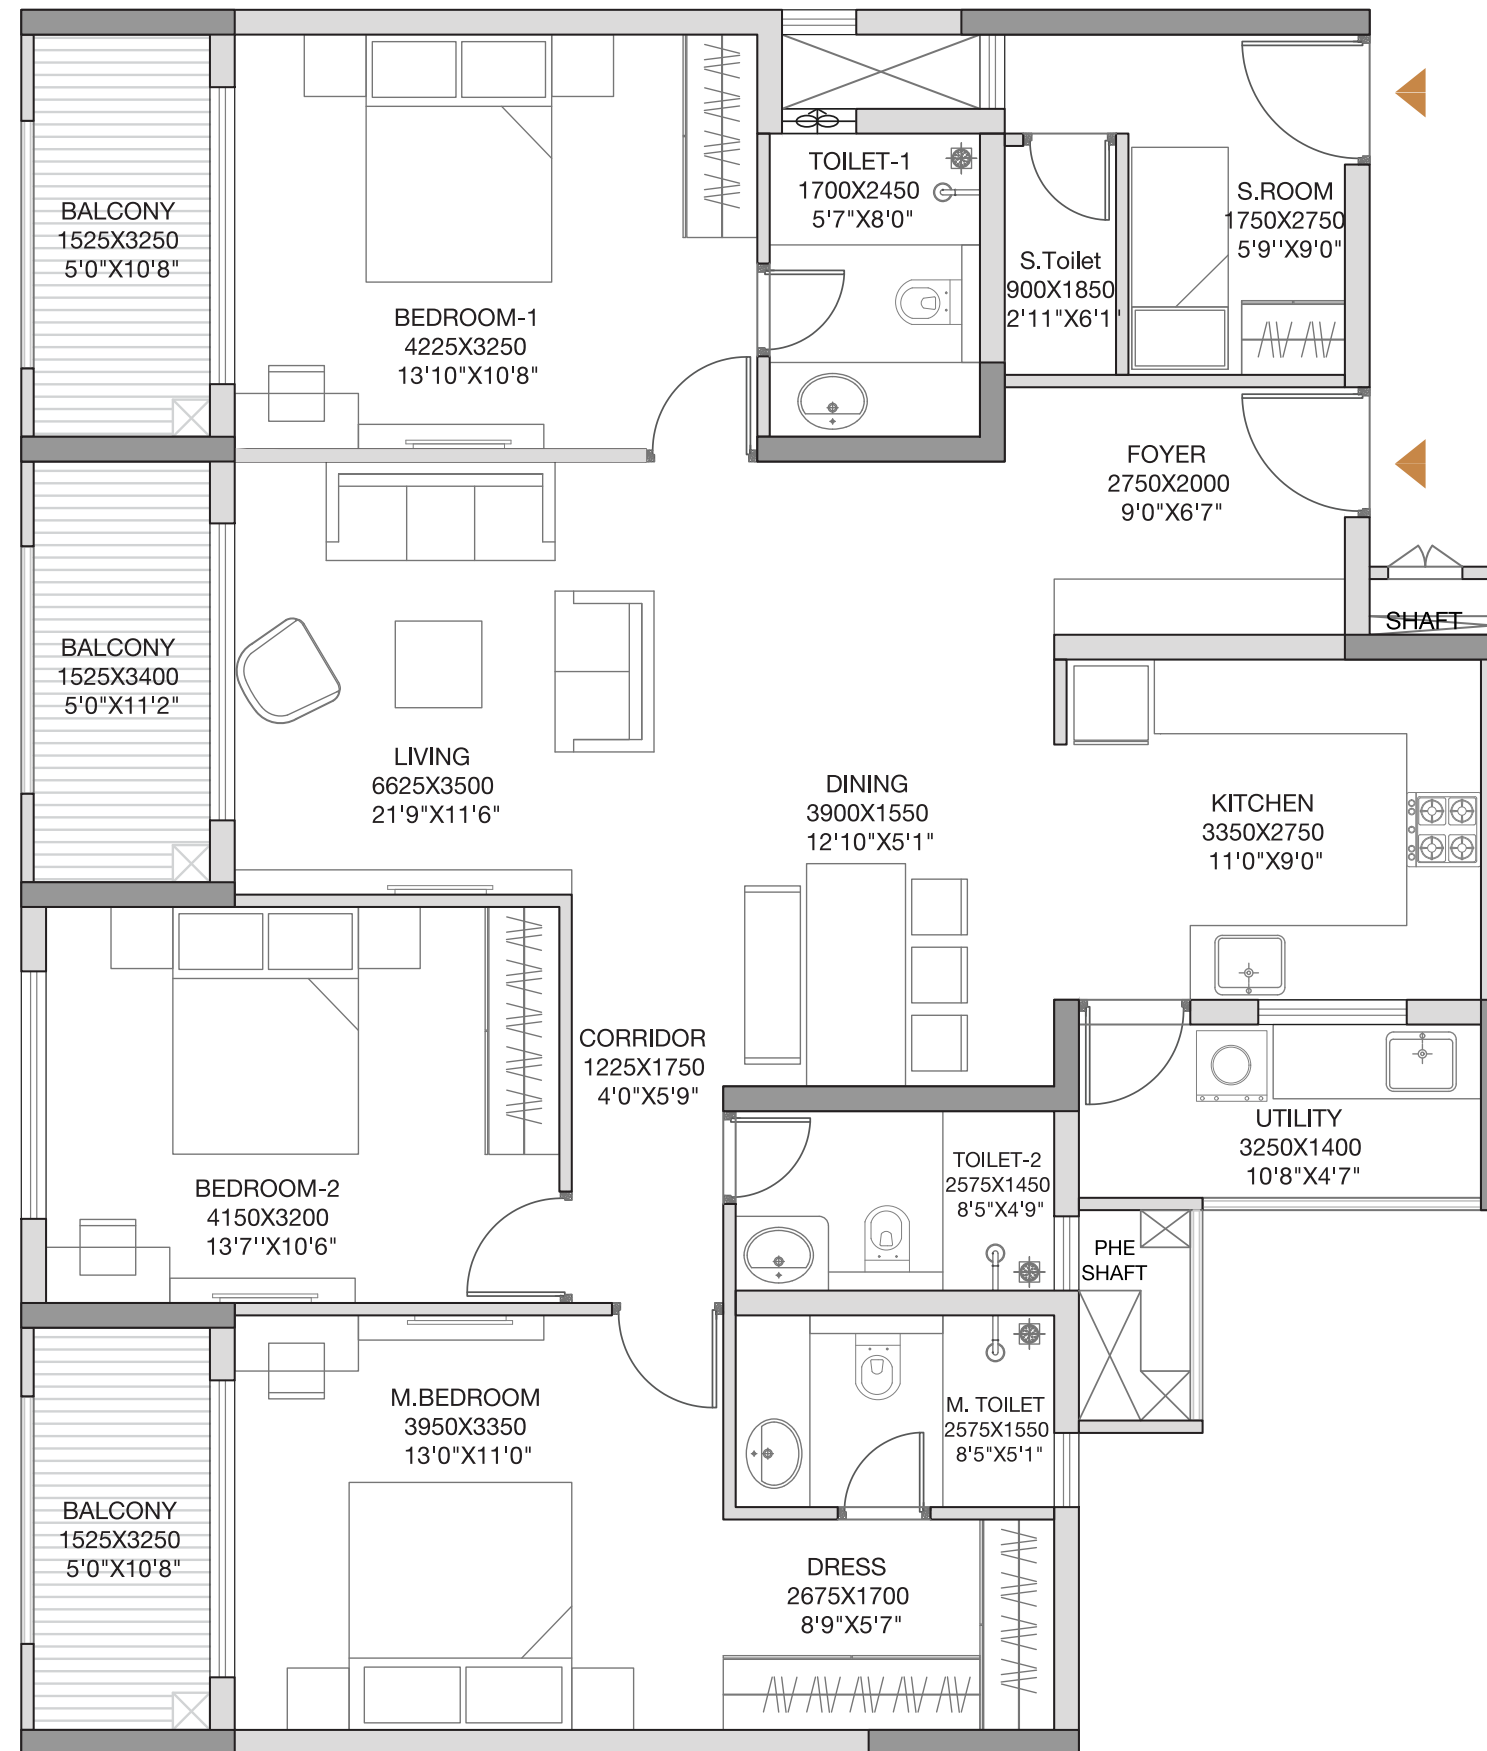 TOILET-1
1700X2450
5'7"X8'0"
S.ROOM
1750X2750
5'9''X9'0"
BALCONY
1525X3250
5'0"X10'8"
S.Toilet
900X1850
2'11"X6'1"
BEDROOM-1
4225X3250
13'10"X10'8"
FOYER
2750X2000
9'0"X6'7"
SHAFT
BALCONY
1525X3400
5'0"X11'2"
LIVING
6625X3500
21'9"X11'6"
DINING
3900X1550
12'10"X5'1"
KITCHEN
3350X2750
11'0"X9'0"
CORRIDOR
1225X1750
4'0"X5'9"
UTILITY
3250X1400
10'8"X4'7"
TOILET-2
2575X1450
8'5"X4'9"
BEDROOM-2
4150X3200
13'7''X10'6"
PHE
SHAFT
M.BEDROOM
3950X3350
13'0"X11'0"
M. TOILET
2575X1550
8'5"X5'1"
BALCONY
1525X3250
5'0"X10'8"
DRESS
2675X1700
8'9"X5'7"